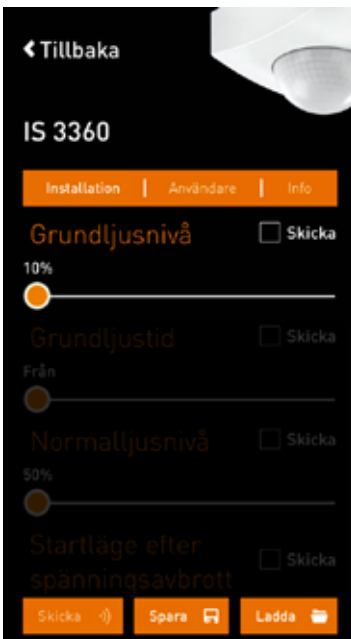 Tillbaka
IS 3360
Installation | Användare | Info
Grundljusnivå Skicka
10%
Grundljustid Skicka
Från
Normalljusnivå Skicka
50%
Startläge efter
spänningsavbrott Skicka
Skicka Spara Ladda